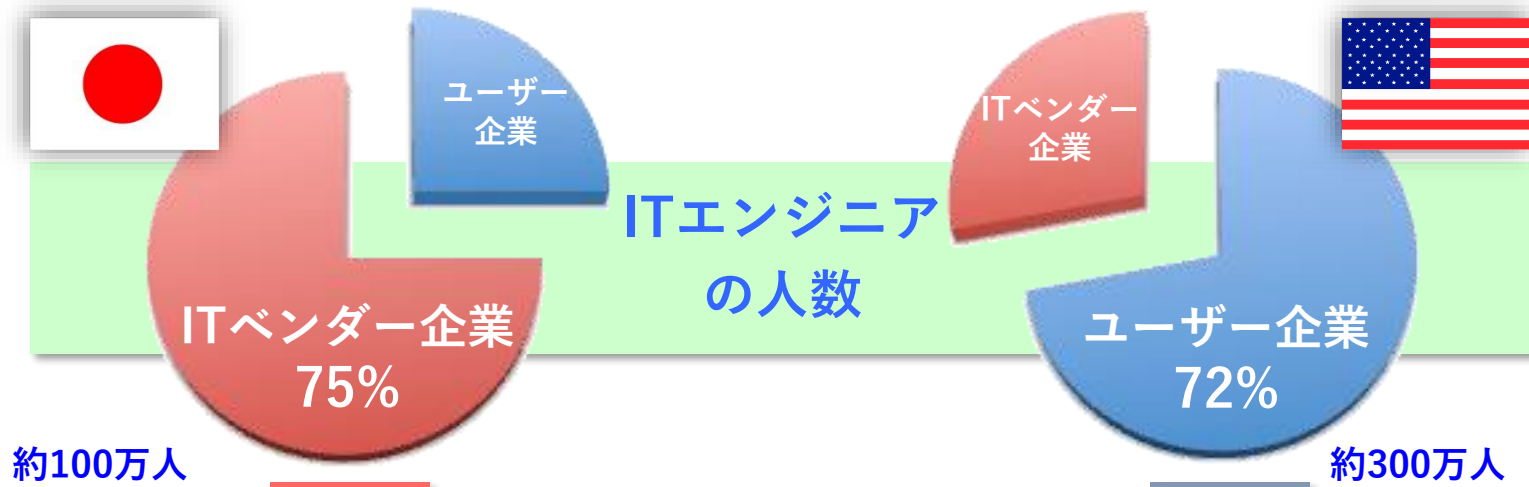 ユーザー
企業
ITベンダー
企業
ITエンジニア
の人数
ITベンダー企業
75%
ユーザー企業
72%
約100万人
約300万人